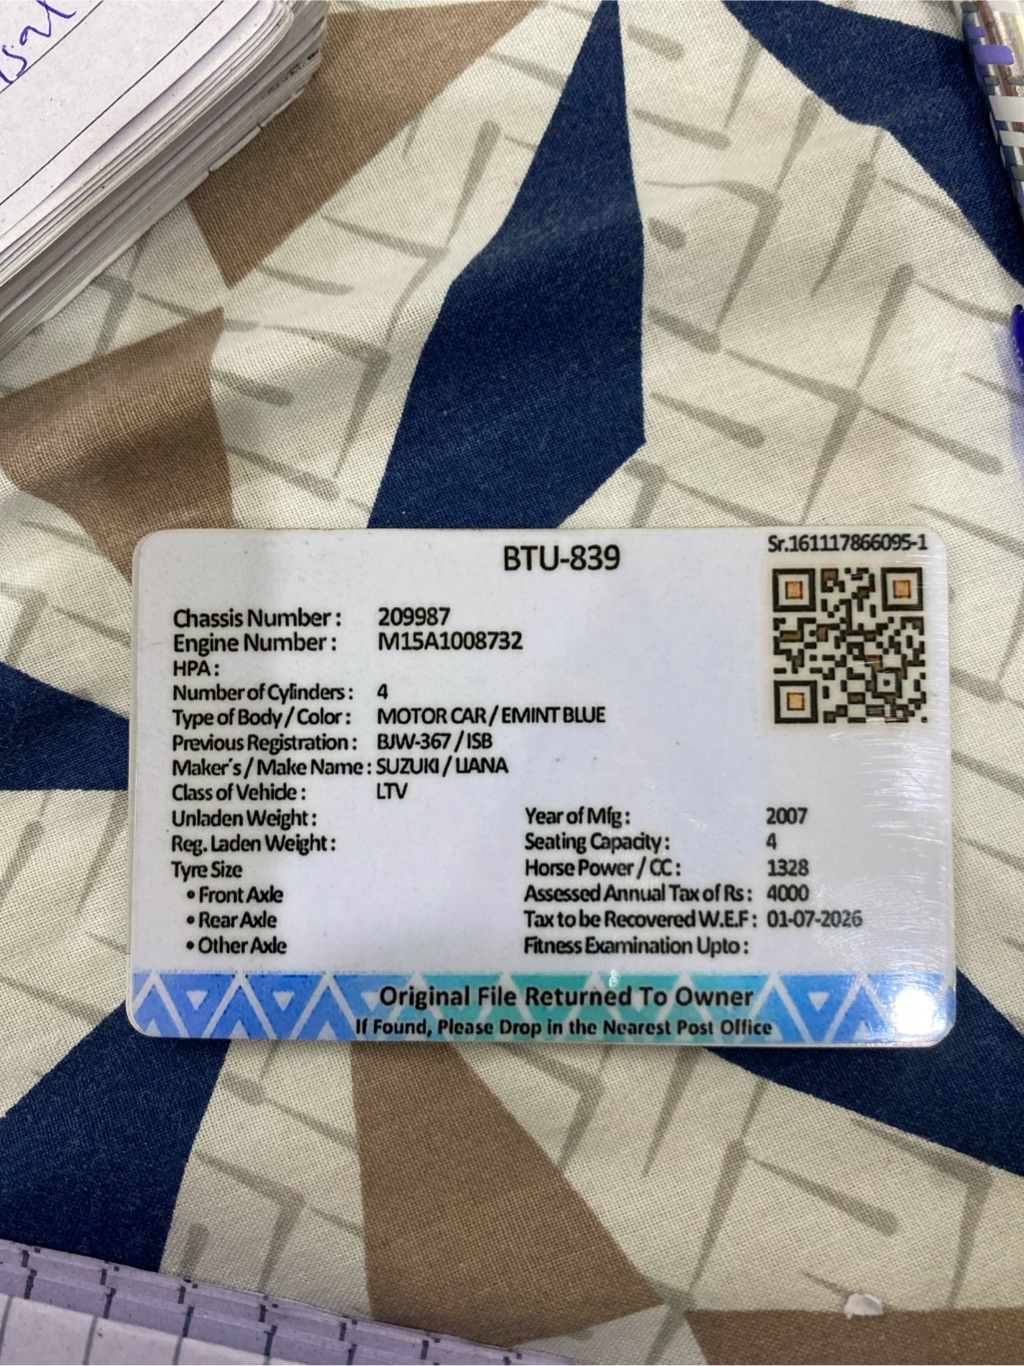 BTU-839
Sr.161117866095-1
Chassis Number : 209987
Engine Number : M15A1008732
HPA :
Number of Cylinders : 4
Type of Body / Color : MOTOR CAR / EMINT BLUE
Previous Registration : BJW-367 / ISB
Maker's / Make Name : SUZUKI / LIANA
Class of Vehicle : LTV
Unladen Weight :
Reg. Laden Weight :
Tyre Size
• Front Axle
• Rear Axle
• Other Axle
Year of Mfg : 2007
Seating Capacity : 4
Horse Power / CC : 1328
Assessed Annual Tax of Rs : 4000
Tax to be Recovered W.E.F : 01-07-2026
Fitness Examination Upto :
Original File Returned To Owner
If Found, Please Drop in the Nearest Post Office